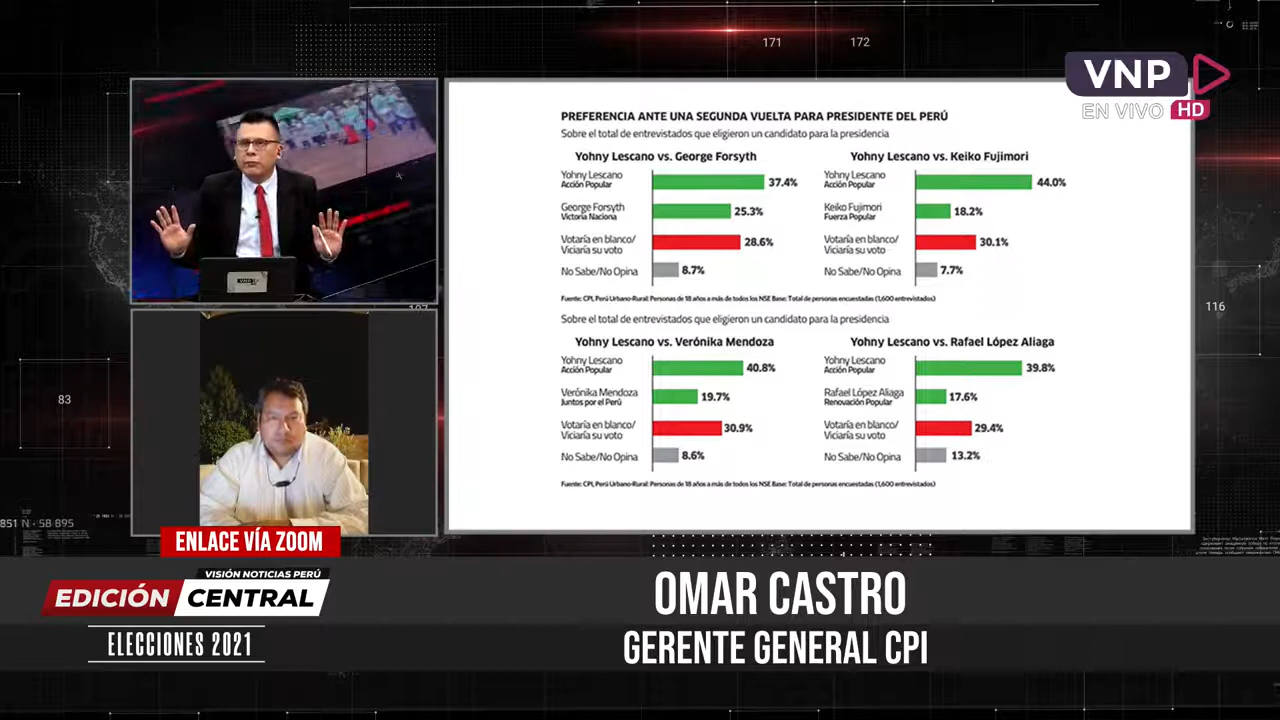 171
172
VNP
EN VIVO HD
PREFERENCIA ANTE UNA SEGUNDA VUELTA PARA PRESIDENTE DEL PERÚ
Sobre el total de entrevistados que eligieron un candidato para la presidencia
Yohny Lescano vs. George Forsyth
Yohny Lescano
Acción Popular
37.4%
George Forsyth
Victoria Naciona
25.3%
Votaría en blanco/
Viciaría su voto
28.6%
No Sabe/No Opina
8.7%
Yohny Lescano vs. Keiko Fujimori
Yohny Lescano
Acción Popular
44.0%
Keiko Fujimori
Fuerza Popular
18.2%
Votaría en blanco/
Viciaría su voto
30.1%
No Sabe/No Opina
7.7%
Fuente: CPI, Perú Urbano-Rural: Personas de 18 años a más de todos los NSE Base: Total de personas encuestadas (1,600 entrevistados)
Sobre el total de entrevistados que eligieron un candidato para la presidencia
Yohny Lescano vs. Verónika Mendoza
Yohny Lescano
Acción Popular
40.8%
Verónika Mendoza
Juntos por el Perú
19.7%
Votaría en blanco/
Viciaría su voto
30.9%
No Sabe/No Opina
8.6%
Yohny Lescano vs. Rafael López Aliaga
Yohny Lescano
Acción Popular
39.8%
Rafael López Aliaga
Renovación Popular
17.6%
Votaría en blanco/
Viciaría su voto
29.4%
No Sabe/No Opina
13.2%
Fuente: CPI, Perú Urbano-Rural: Personas de 18 años a más de todos los NSE Base: Total de personas encuestadas (1,600 entrevistados)
VNP
116
83
851 N · 58 895
ENLACE VÍA ZOOM
VISIÓN NOTICIAS PERÚ
EDICIÓN CENTRAL
ELECCIONES 2021
OMAR CASTRO
GERENTE GENERAL CPI